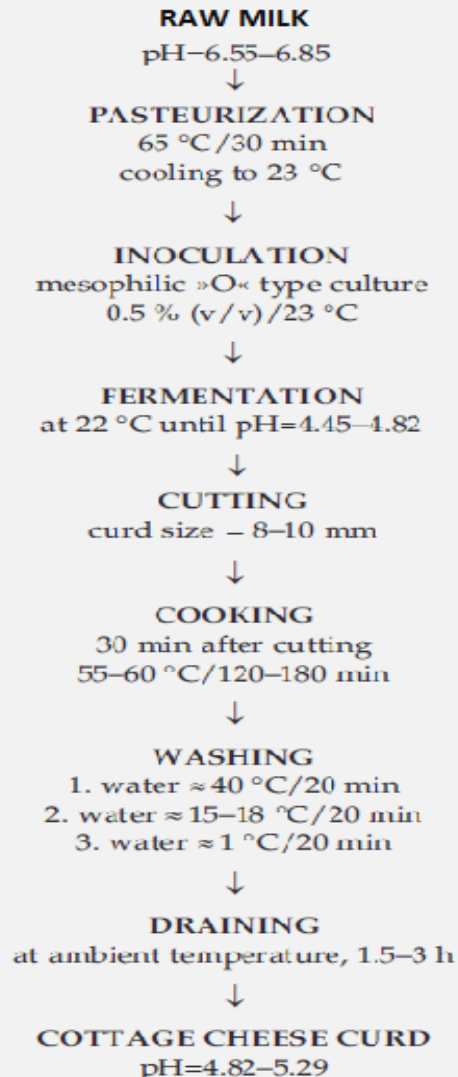 RAW MILK
pH=6.55–6.85
↓
PASTEURIZATION
65 °C/30 min
cooling to 23 °C
↓
INOCULATION
mesophilic »O« type culture
0.5 % (v/v)/23 °C
↓
FERMENTATION
at 22 °C until pH=4.45–4.82
↓
CUTTING
curd size – 8–10 mm
↓
COOKING
30 min after cutting
55–60 °C/120–180 min
↓
WASHING
1. water ≈ 40 °C/20 min
2. water ≈ 15–18 °C/20 min
3. water ≈ 1 °C/20 min
↓
DRAINING
at ambient temperature, 1.5–3 h
↓
COTTAGE CHEESE CURD
pH=4.82–5.29